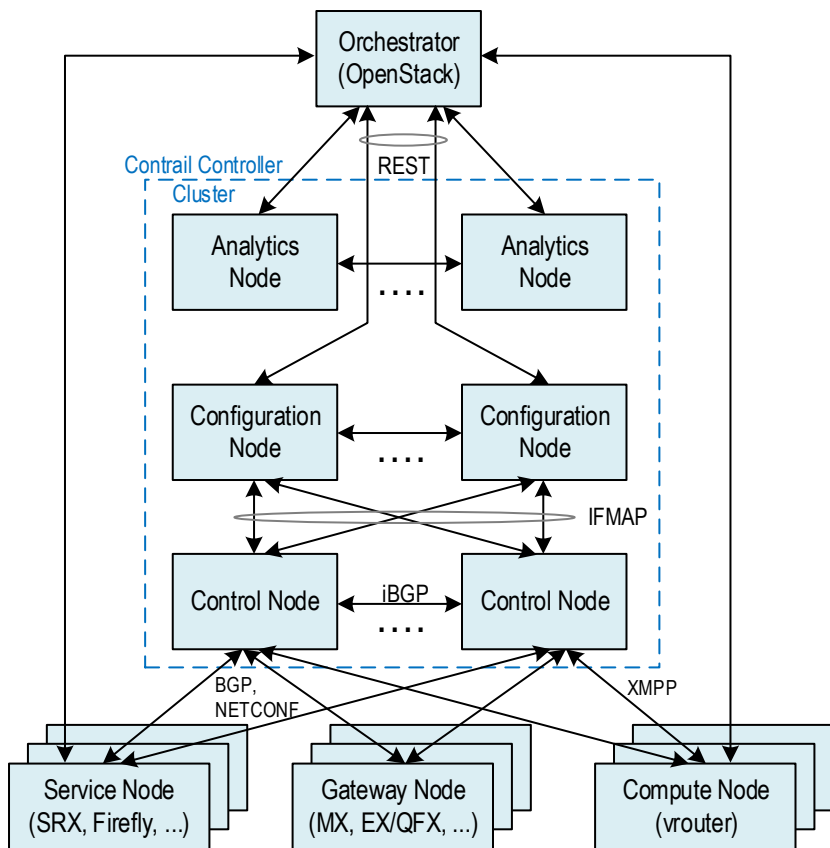 Orchestrator
(OpenStack)
Contrail Controller
Cluster
REST
Analytics
Node
Analytics
Node
....
Configuration
Node
Configuration
Node
....
IFMAP
Control Node
iBGP
Control Node
....
BGP,
NETCONF
XMPP
Service Node
(SRX, Firefly, ...)
Gateway Node
(MX, EX/QFX, ...)
Compute Node
(vrouter)